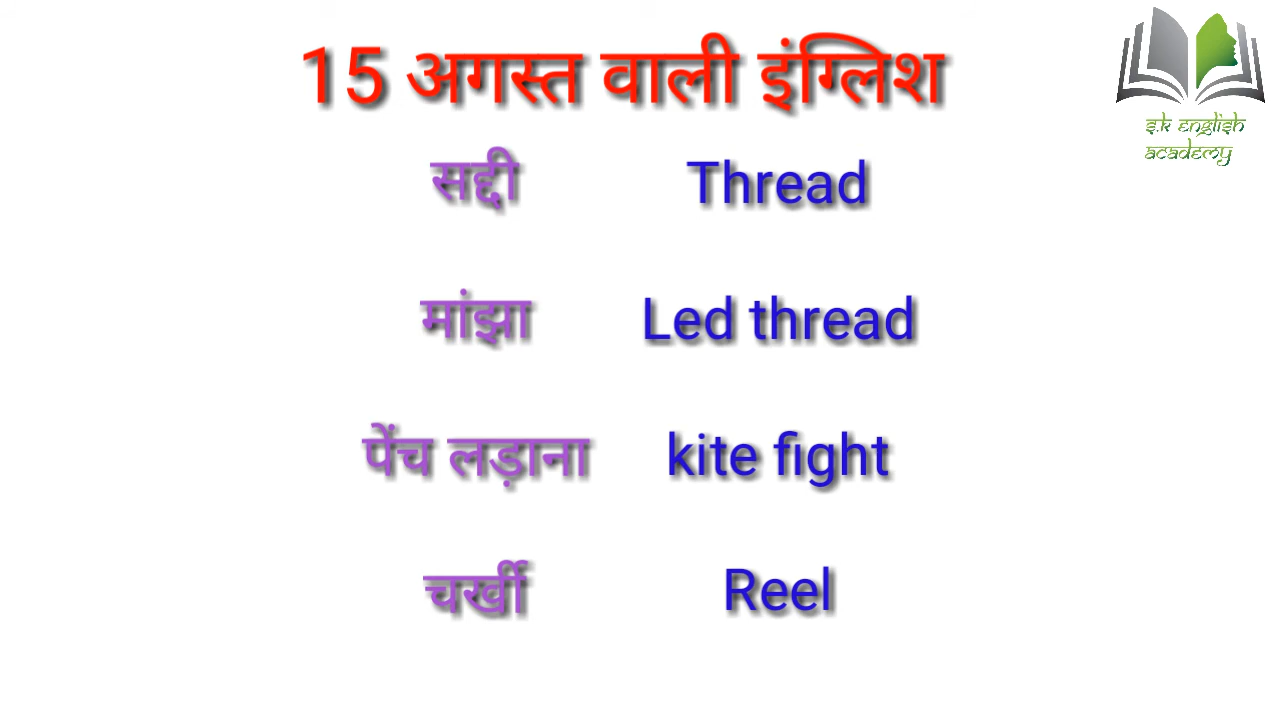 15 अगस्त वाली इंग्लिश
s.k english
academy
सद्दी Thread
मांझा Led thread
पेंच लड़ाना kite fight
चर्खी Reel